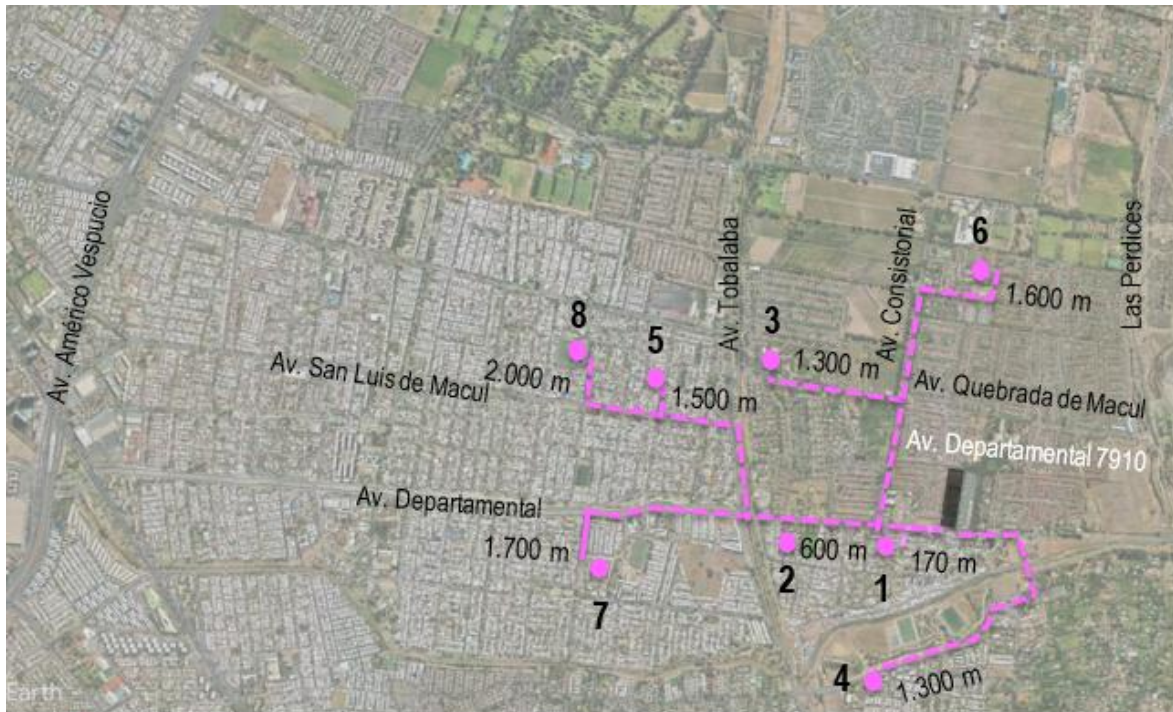 Av. Américo Vespucio
Av. Tobalaba
Av. Consistorial
Las Perdices
6
1.600 m
8
5
3
2.000 m
1.500 m
1.300 m
Av. San Luis de Macul
Av. Quebrada de Macul
Av. Departamental 7910
Av. Departamental
1.700 m
600 m
170 m
7
2
1
4
1.300 m
Earth